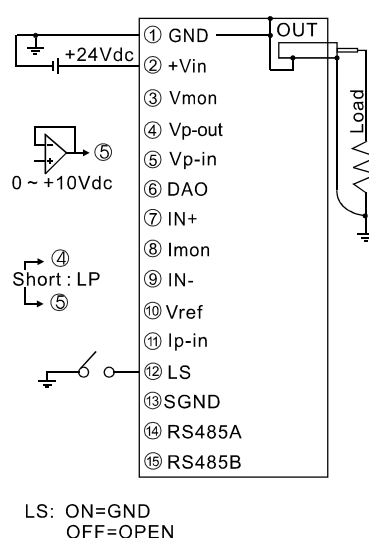 ① GND
OUT
+24Vdc
② +Vin
③ Vmon
Load
④ Vp-out
⑤
⑤ Vp-in
0 ~ +10Vdc
⑥ DAO
⑦ IN+
④
⑧ Imon
Short : LP
⑨ IN-
⑤
⑩ Vref
⑪ Ip-in
⑫ LS
⑬ SGND
⑭ RS485A
⑮ RS485B
LS: ON=GND
OFF=OPEN